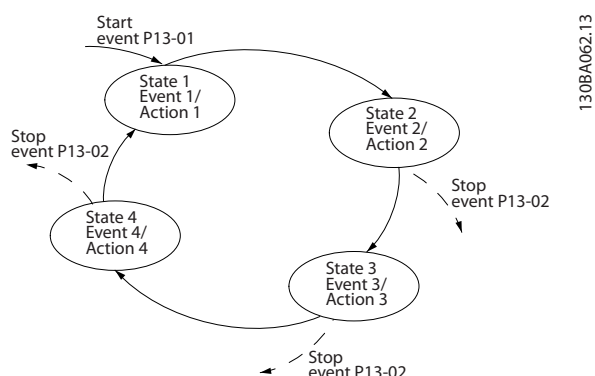 Start
event P13-01
130BA062.13
State 1
Event 1/
Action 1
State 2
Event 2/
Action 2
Stop
event P13-02
Stop
event P13-02
State 4
Event 4/
Action 4
State 3
Event 3/
Action 3
Stop
event P13-02